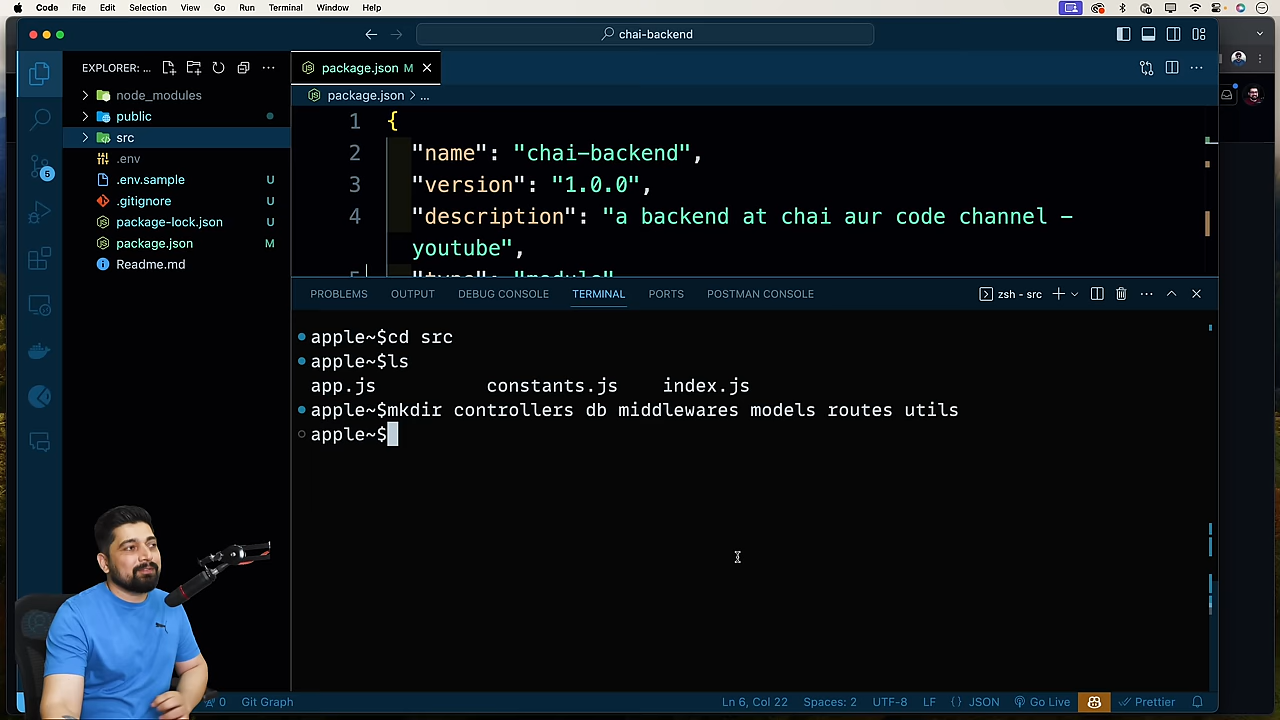 Code File Edit Selection View Go Run Terminal Window Help
chai-backend
EXPLORER: ...
node_modules
public
src
.env
.env.sample U
.gitignore U
package-lock.json U
package.json M
Readme.md
5
package.json M
package.json > ...
1 {
2 "name": "chai-backend",
3 "version": "1.0.0",
4 "description": "a backend at chai aur code channel -
youtube",
5 "type": "module"
PROBLEMS OUTPUT DEBUG CONSOLE TERMINAL PORTS POSTMAN CONSOLE
zsh - src
apple~$cd src
apple~$ls
app.js constants.js index.js
apple~$mkdir controllers db middlewares models routes utils
apple~$
0 Git Graph
Ln 6, Col 22 Spaces: 2 UTF-8 LF {} JSON Go Live Prettier